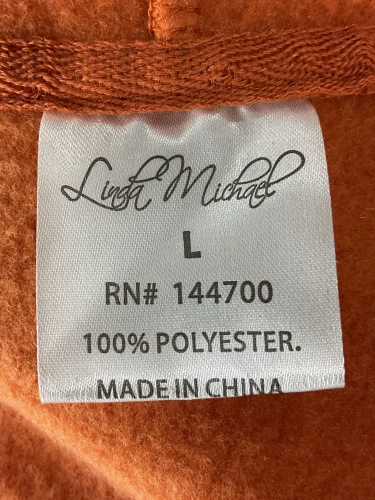 Linda Michael
L
RN# 144700
100% POLYESTER.
MADE IN CHINA